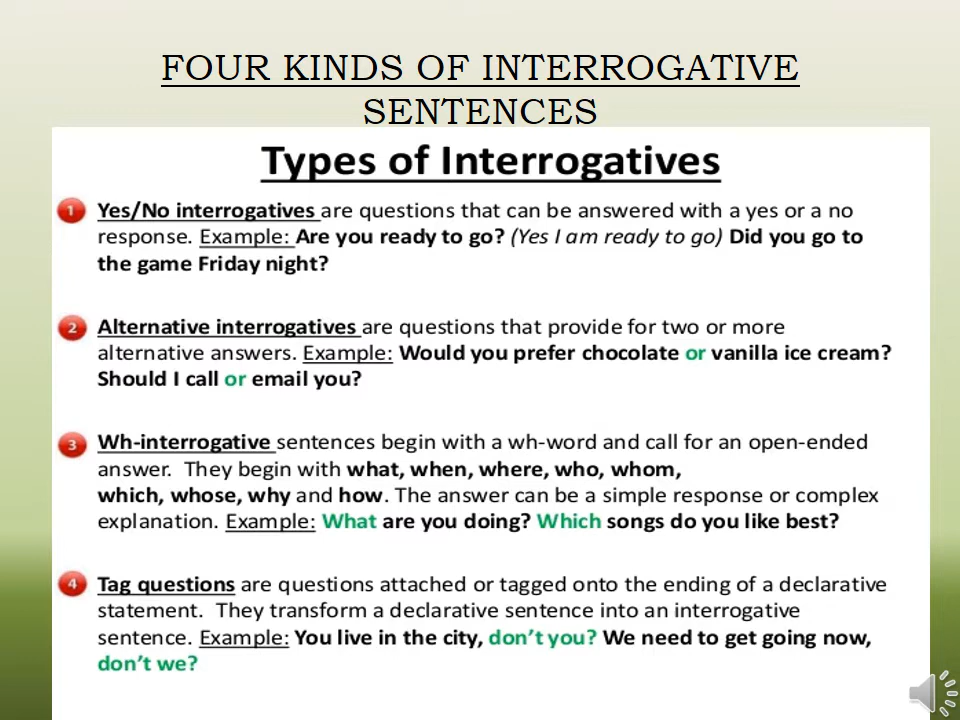 FOUR KINDS OF INTERROGATIVE
SENTENCES
Types of Interrogatives
1 Yes/No interrogatives are questions that can be answered with a yes or a no
response. Example: Are you ready to go? (Yes I am ready to go) Did you go to
the game Friday night?
2 Alternative interrogatives are questions that provide for two or more
alternative answers. Example: Would you prefer chocolate or vanilla ice cream?
Should I call or email you?
3 Wh-interrogative sentences begin with a wh-word and call for an open-ended
answer. They begin with what, when, where, who, whom,
which, whose, why and how. The answer can be a simple response or complex
explanation. Example: What are you doing? Which songs do you like best?
4 Tag questions are questions attached or tagged onto the ending of a declarative
statement. They transform a declarative sentence into an interrogative
sentence. Example: You live in the city, don’t you? We need to get going now,
don’t we?